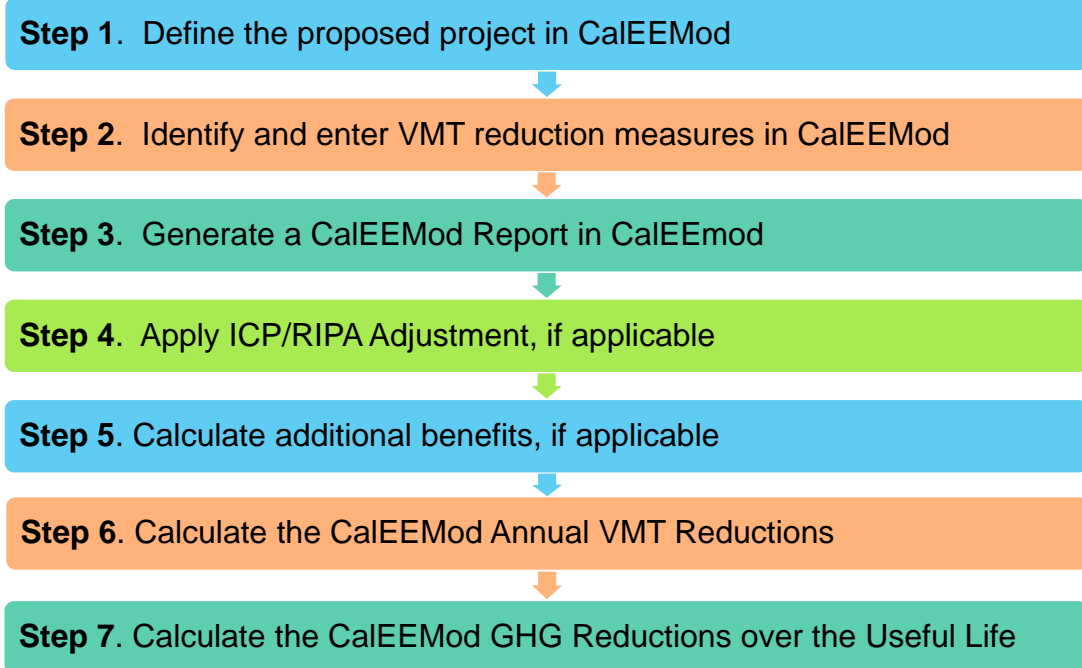 Step 1.  Define the proposed project in CalEEMod
Step 2.  Identify and enter VMT reduction measures in CalEEMod
Step 3.  Generate a CalEEMod Report in CalEEmod
Step 4.  Apply ICP/RIPA Adjustment, if applicable
Step 5. Calculate additional benefits, if applicable
Step 6. Calculate the CalEEMod Annual VMT Reductions
Step 7. Calculate the CalEEMod GHG Reductions over the Useful Life